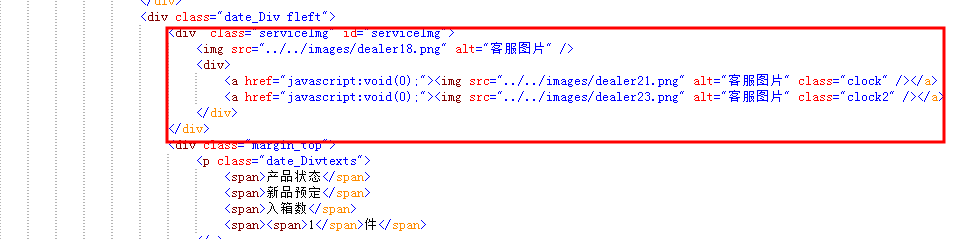 </div>
<div class="date_Div fleft">
<div  class="serviceImg" id="serviceImg">
<img src="../../images/dealer18.png" alt="客服图片" />
<div>
<a href="javascript:void(0);"><img src="../../images/dealer21.png" alt="客服图片" class="clock" /></a>
<a href="javascript:void(0);"><img src="../../images/dealer23.png" alt="客服图片" class="clock2" /></a>
</div>
</div>
<div class="margin_top">
<p class="date_Divtexts">
<span>产品状态</span>
<span>新品预定</span>
<span>入箱数</span>
<span><span>1</span>件</span>